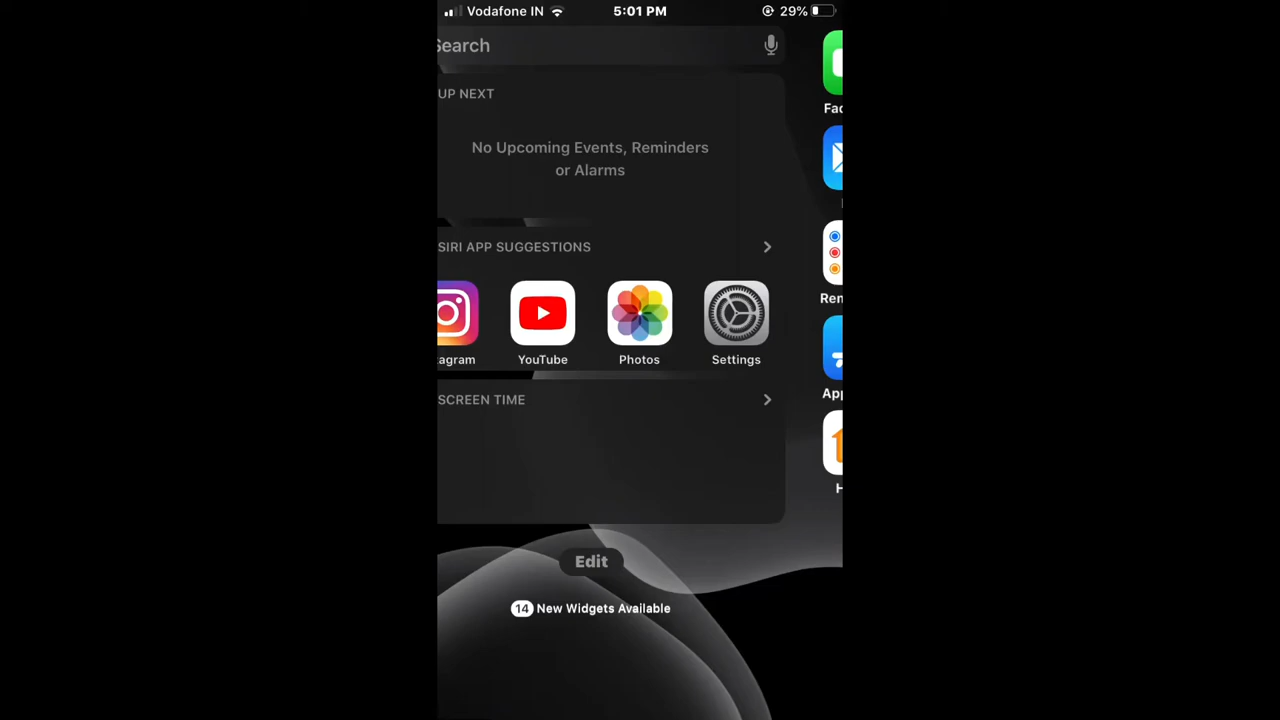 Vodafone IN 5:01 PM 29%
Search
UP NEXT
No Upcoming Events, Reminders
or Alarms
SIRI APP SUGGESTIONS
tagram YouTube Photos Settings
SCREEN TIME
Edit
14 New Widgets Available
Fac
Ren
App
H